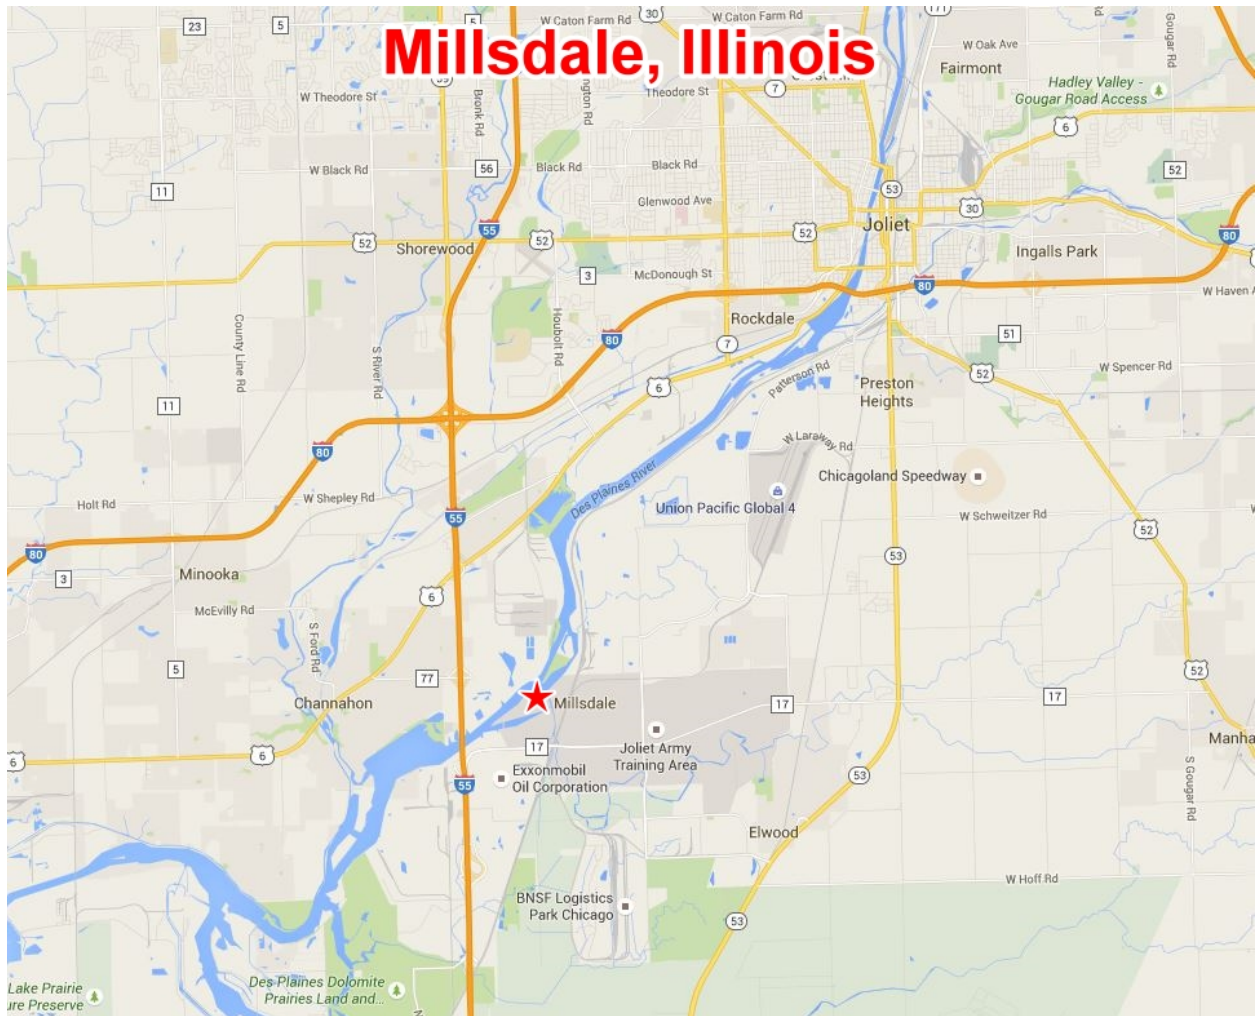 Millsdale, Illinois
W Caton Farm Rd
30
W Caton Farm Rd
171
23
5
5
Gougar Rd
W Oak Ave
Fairmont
Hadley Valley -
Gougar Road Access
W Theodore St
Bronk Rd
Theodore St
7
6
W Black Rd
56
Black Rd
Black Rd
52
11
53
Glenwood Ave
30
52
Shorewood
55
52
52
Joliet
80
Ingalls Park
3
McDonough St
80
W Haven
County Line Rd
S River Rd
Houbolt Rd
80
Rockdale
7
51
52
W Spencer Rd
6
Patterson Rd
Preston
Heights
11
80
W Laraway Rd
Des Plaines River
Chicagoland Speedway
Holt Rd
W Shepley Rd
Union Pacific Global 4
55
W Schweitzer Rd
52
80
53
3
Minooka
6
McEvilly Rd
S Ford Rd
5
77
52
Channahon
Millsdale
17
17
6
6
17
Joliet Army
Training Area
Manha
Exxonmobil
Oil Corporation
55
53
S Gougar Rd
Elwood
W Hoff Rd
BNSF Logistics
Park Chicago
53
Lake Prairie
ure Preserve
Des Plaines Dolomite
Prairies Land and...